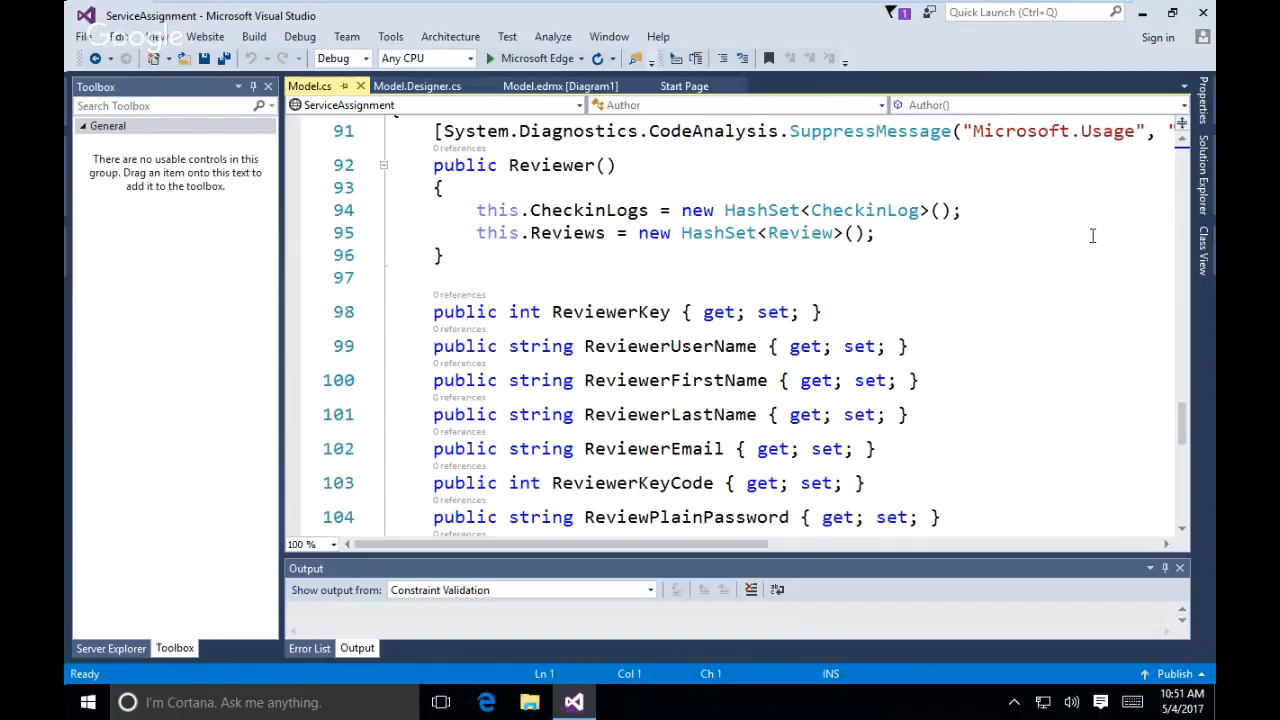 ServiceAssignment - Microsoft Visual Studio
1
Quick Launch (Ctrl+Q)
Google
File Edit View Website Build Debug Team Tools Architecture Test Analyze Window Help
Sign in
Debug Any CPU Microsoft Edge
Toolbox
Search Toolbox
General
There are no usable controls in this
group. Drag an item onto this text to
add it to the toolbox.
Server Explorer Toolbox
Model.cs Model.Designer.cs Model.edmx [Diagram1] Start Page
ServiceAssignment Author Author()
91 [System.Diagnostics.CodeAnalysis.SuppressMessage("Microsoft.Usage", "
0 references
92 public Reviewer()
93 {
94 this.CheckinLogs = new HashSet<CheckinLog>();
95 this.Reviews = new HashSet<Review>();
96 }
97
0 references
98 public int ReviewerKey { get; set; }
0 references
99 public string ReviewerUserName { get; set; }
0 references
100 public string ReviewerFirstName { get; set; }
0 references
101 public string ReviewerLastName { get; set; }
0 references
102 public string ReviewerEmail { get; set; }
0 references
103 public int ReviewerKeyCode { get; set; }
0 references
104 public string ReviewPlainPassword { get; set; }
0 references
100 %
Output
Show output from: Constraint Validation
Error List Output
Properties
Solution Explorer
Class View
Ready Ln 1 Col 1 Ch 1 INS Publish
I'm Cortana. Ask me anything.
10:51 AM
5/4/2017